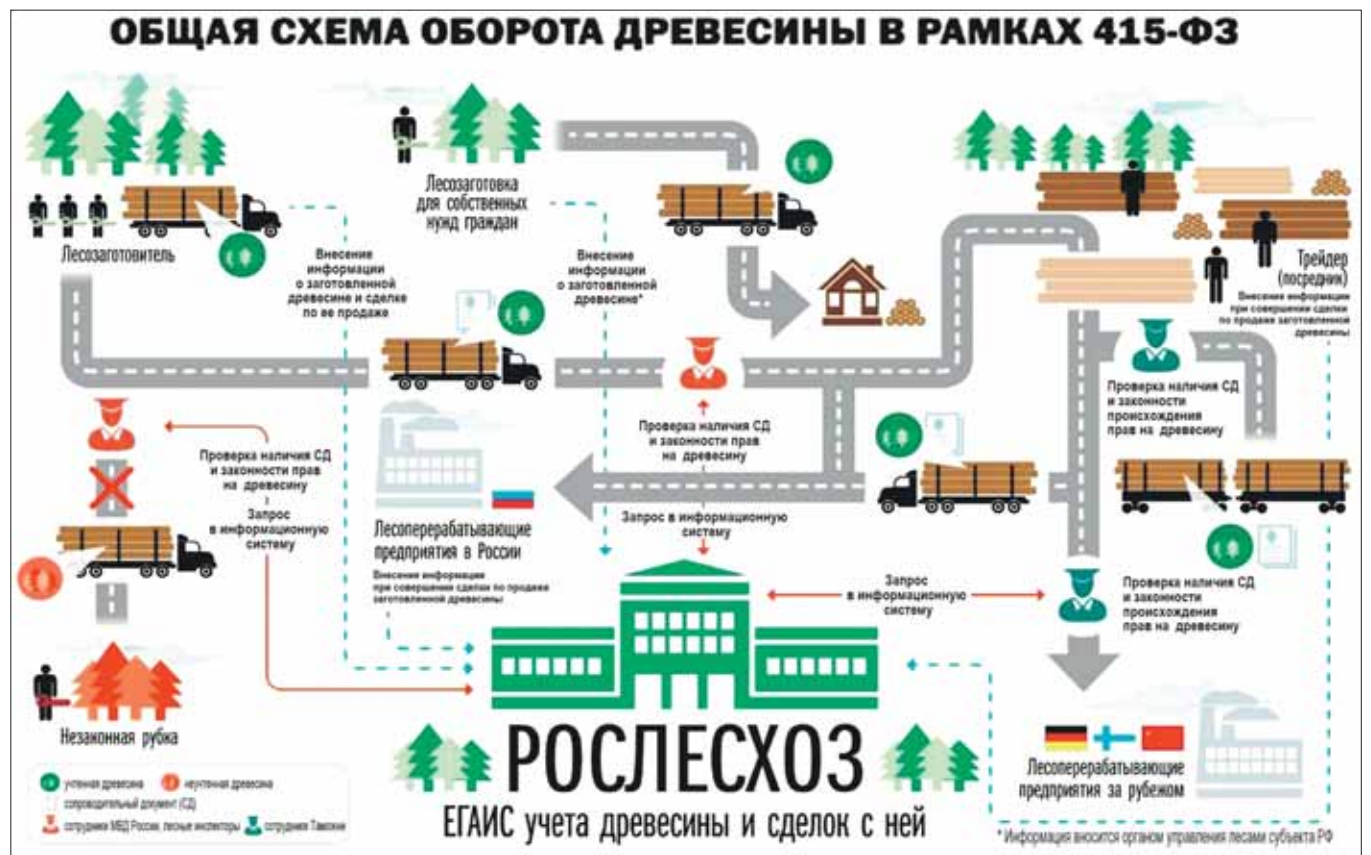 ОБЩАЯ СХЕМА ОБОРОТА ДРЕВЕСИНЫ В РАМКАХ 415-ФЗ
Лесозаготовитель
Внесение
информации
о заготовленной
древесине и сделке
по ее продаже
Лесозаготовка
для собственных
нужд граждан
Внесение
информации
о заготовленной
древесине*
Трейдер
(посредник)
Внесение информации
при совершении сделки
по продаже заготовленной
древесины
Проверка наличия СД
и законности прав
на древесину
Запрос
в информационную
систему
Лесоперерабатывающие
предприятия в России
Внесение информации
при совершении сделки по продаже
заготовленной древесины
Проверка наличия СД
и законности прав
на древесину
Запрос в информационную
систему
Проверка наличия СД
и законности
происхождения
прав на древесину
Запрос
в информационную
систему
Проверка наличия СД
и законности
происхождения
прав на древесину
Незаконная рубка
РОСЛЕСХОЗ
ЕГАИС учета древесины и сделок с ней
Лесоперерабатывающие
предприятия за рубежом
учтенная древесина
неучтенная древесина
сопроводительный документ (СД)
сотрудники МВД России, лесные инспекторы
сотрудники Таможни
* Информация вносится органом управления лесами субъекта РФ